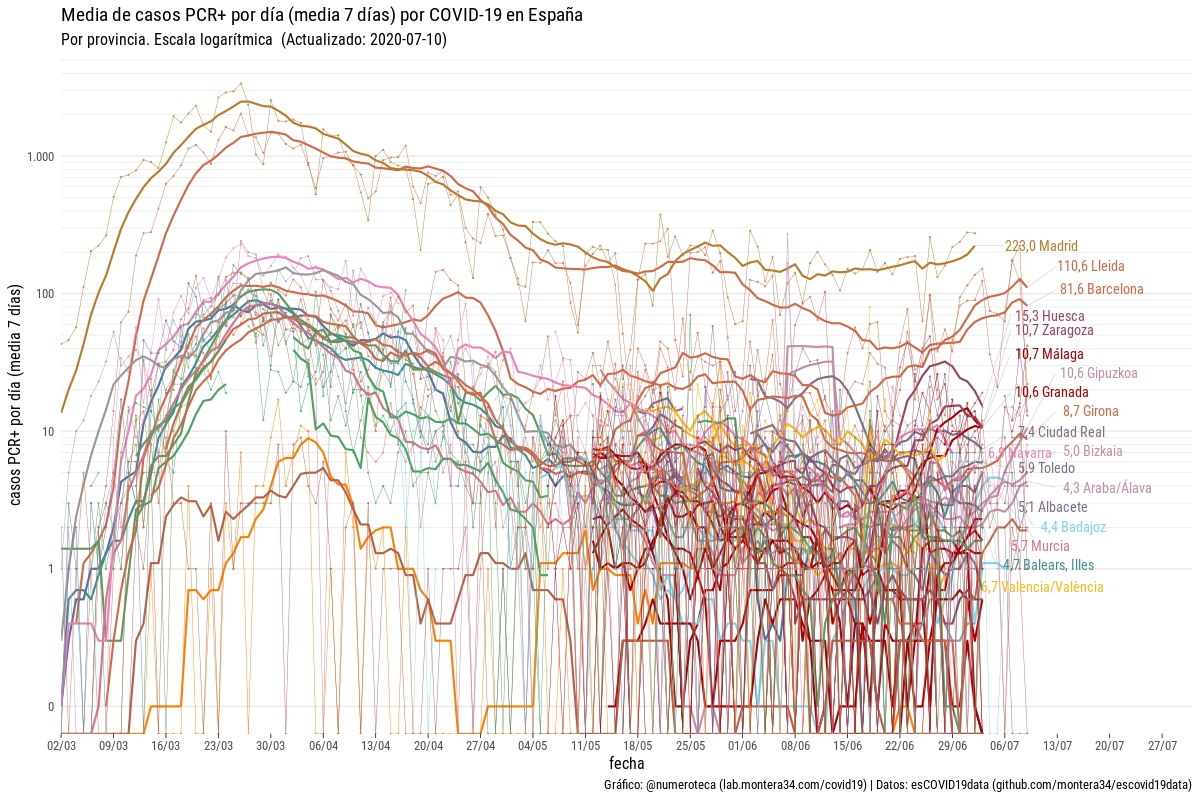 Media de casos PCR+ por día (media 7 días) por COVID-19 en España
Por provincia. Escala logarítmica (Actualizado: 2020-07-10)
casos PCR+ por día (media 7 días)
1.000
100
10
1
0
223,0 Madrid
110,6 Lleida
81,6 Barcelona
15,3 Huesca
10,7 Zaragoza
10,7 Málaga
10,6 Gipuzkoa
10,6 Granada
8,7 Girona
7,4 Ciudad Real
Navarra
5,0 Bizkaia
5,9 Toledo
4,3 Araba/Álava
5,1 Albacete
4,4 Badajoz
5,7 Murcia
4,7 Balears, Illes
6,7 Valencia/València
02/03 09/03 16/03 23/03 30/03 06/04 13/04 20/04 27/04 04/05 11/05 18/05 25/05 01/06 08/06 15/06 22/06 29/06 06/07 13/07 20/07 27/07
fecha
Gráfico: @numeroteca (lab.montera34.com/covid19) | Datos: esCOVID19data (github.com/montera34/escovid19data)